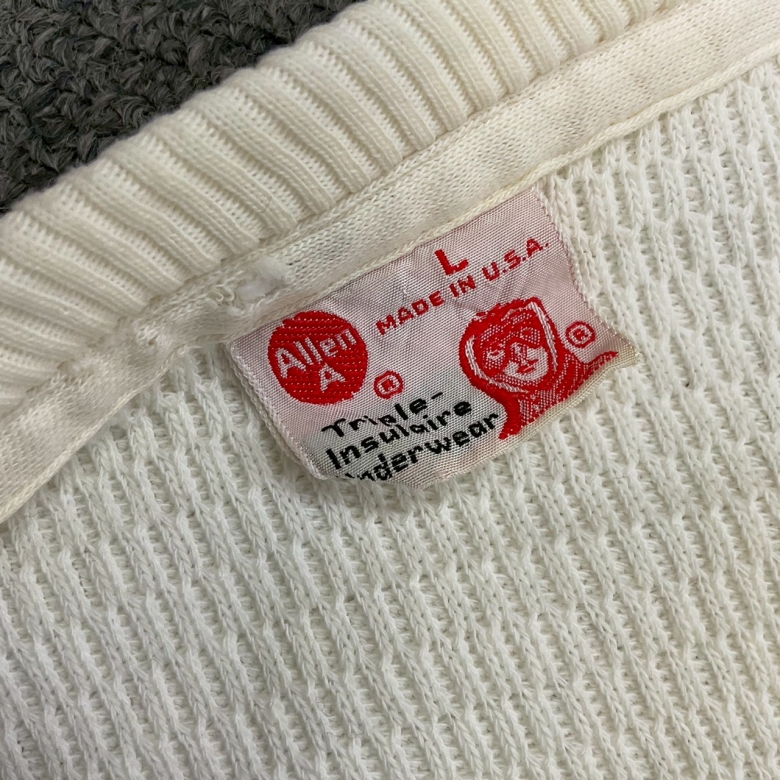 L
MADE IN U.S.A.
Allen
A
®
®
Triple-
Insulaire
Underwear